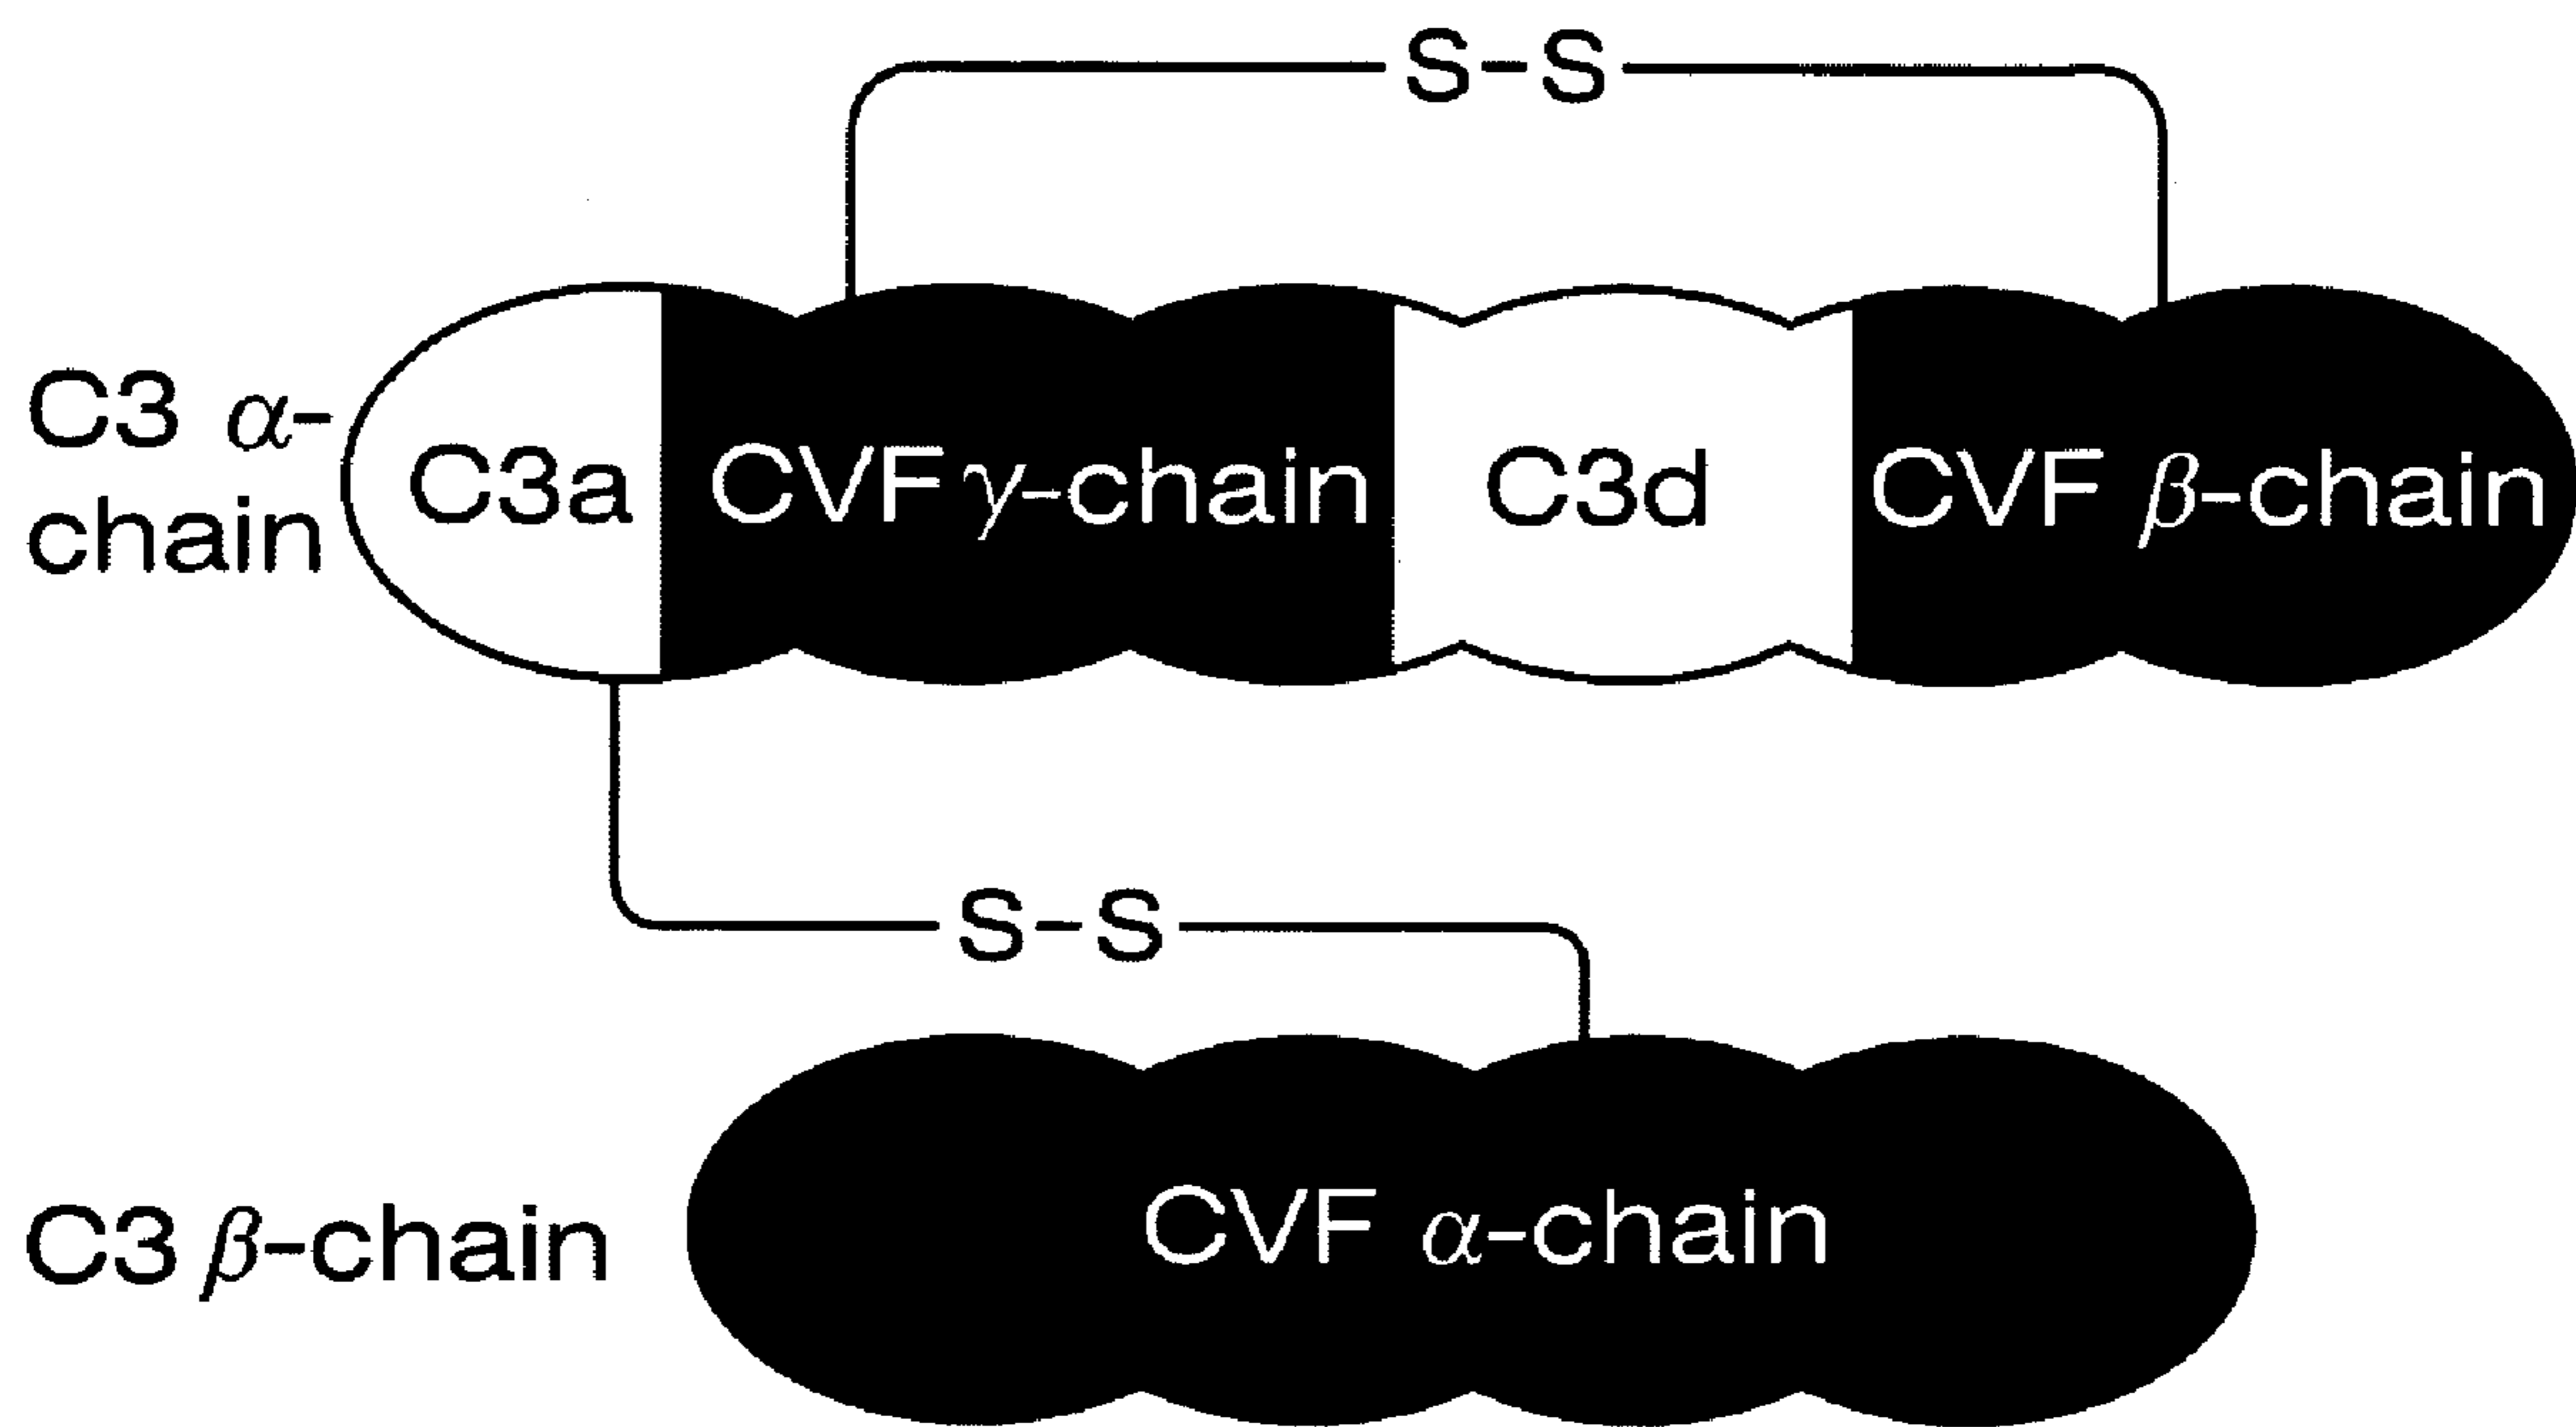 S-S
C3 α-
chain
C3a
CVF γ-chain
C3d
CVF β-chain
S-S
C3 β-chain
CVF α-chain